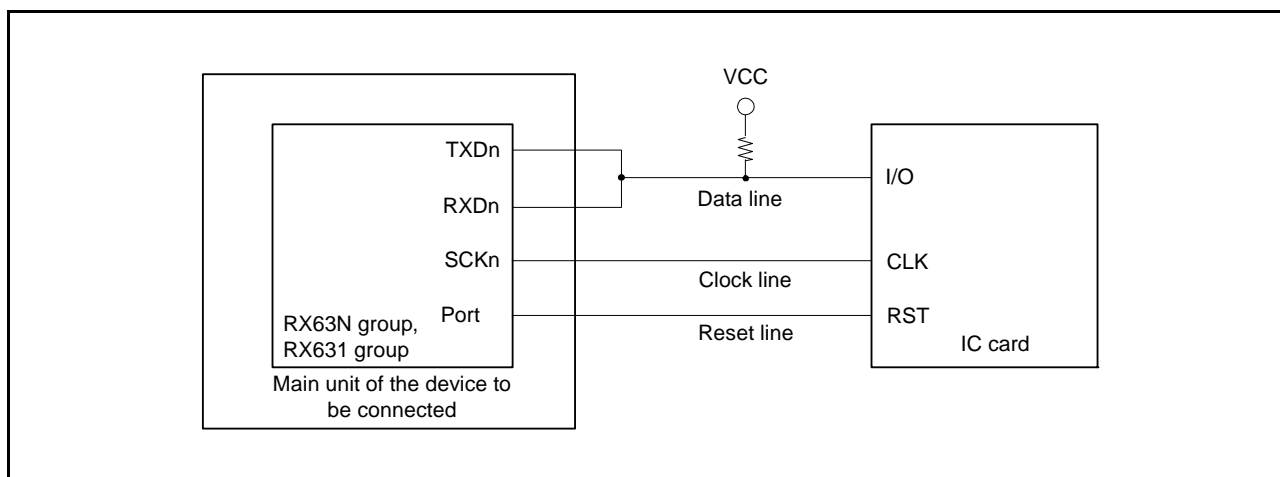 VCC
TXDn
RXDn
SCKn
Port
RX63N group,
RX631 group
Main unit of the device to
be connected
Data line
Clock line
Reset line
I/O
CLK
RST
IC card